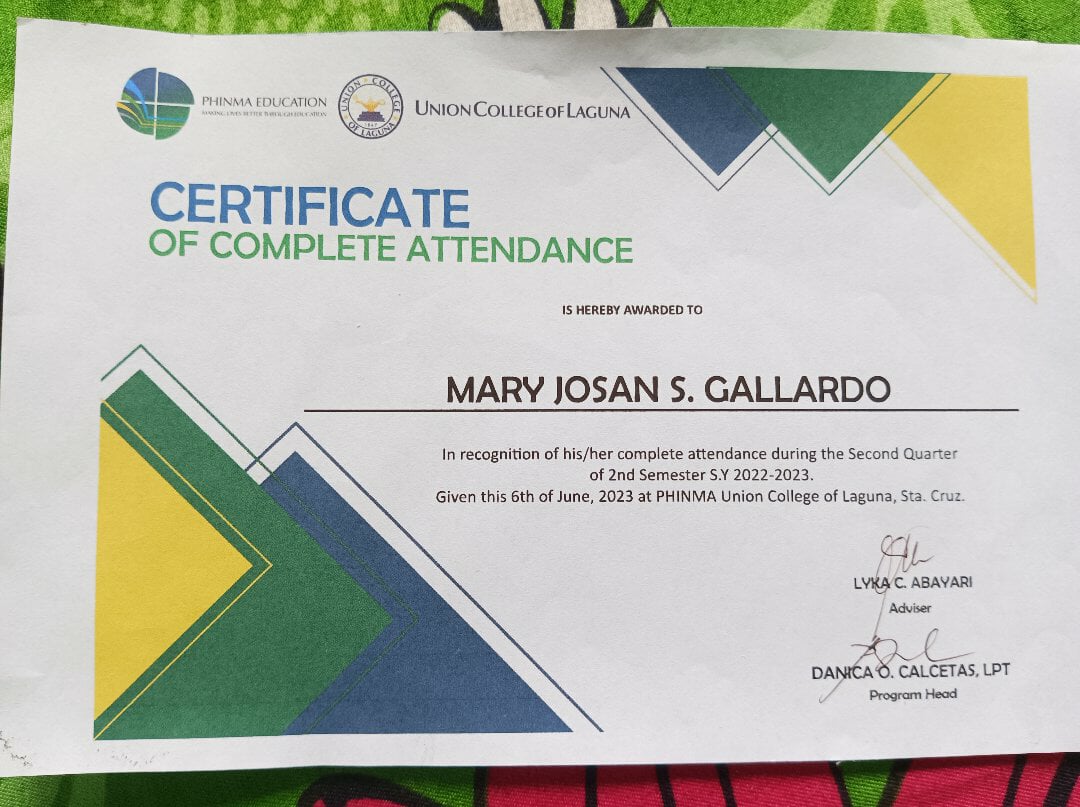 PHINMA EDUCATION
MAKING LIVES BETTER THROUGH EDUCATION
UNION COLLEGE OF LAGUNA
1947
UNION COLLEGE OF LAGUNA
CERTIFICATE
OF COMPLETE ATTENDANCE
IS HEREBY AWARDED TO
MARY JOSAN S. GALLARDO
In recognition of his/her complete attendance during the Second Quarter
of 2nd Semester S.Y 2022-2023.
Given this 6th of June, 2023 at PHINMA Union College of Laguna, Sta. Cruz.
LYKA C. ABAYARI
Adviser
DANICA O. CALCETAS, LPT
Program Head